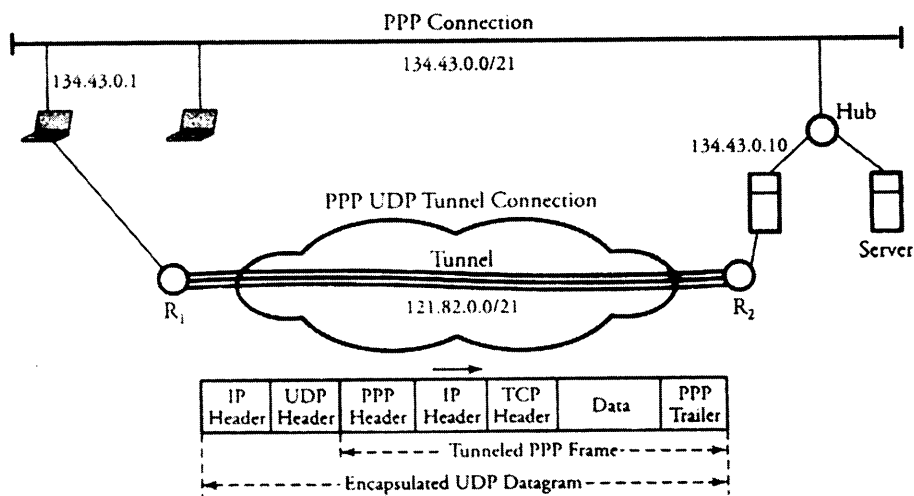 PPP Connection
134.43.0.1
134.43.0.0/21
Hub
134.43.0.10
PPP UDP Tunnel Connection
Server
Tunnel
R1
121.82.0.0/21
R2
IP Header
UDP Header
PPP Header
IP Header
TCP Header
Data
PPP Trailer
Tunneled PPP Frame
Encapsulated UDP Datagram